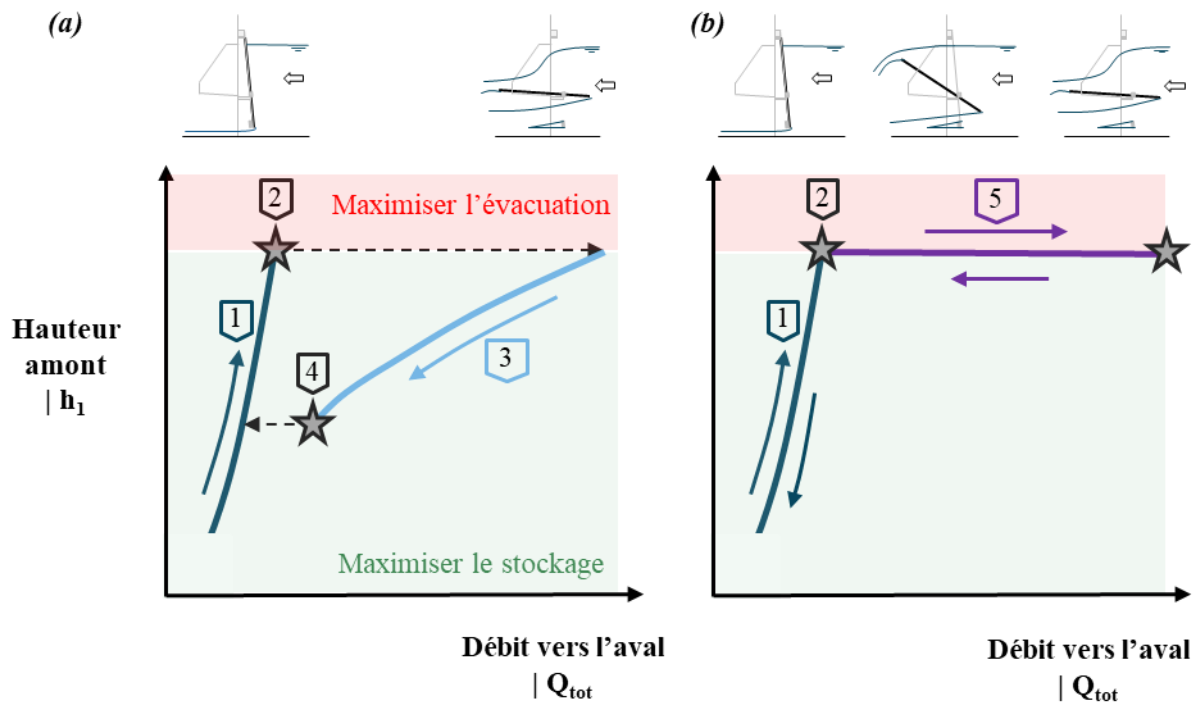 (a)
(b)
2
Maximiser l’évacuation
1
3
4
Maximiser le stockage
Hauteur
amont
| h₁
Débit vers l’aval
| Qₜₒₜ
2
5
1
Débit vers l’aval
| Qₜₒₜ